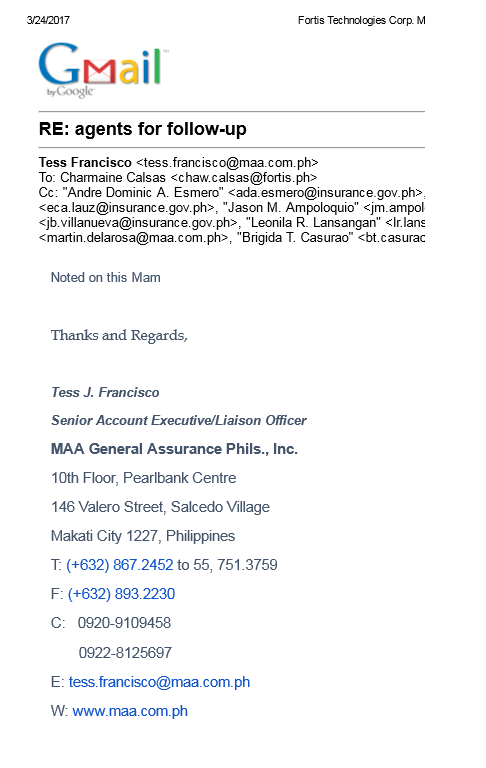 3/24/2017 Fortis Technologies Corp. M
Gmail™
by Google™
RE: agents for follow-up
Tess Francisco <tess.francisco@maa.com.ph>
To: Charmaine Calsas <chaw.calsas@fortis.ph>
Cc: "Andre Dominic A. Esmero" <ada.esmero@insurance.gov.ph>,
<eca.lauz@insurance.gov.ph>, "Jason M. Ampoloquio" <jm.ampol
<jb.villanueva@insurance.gov.ph>, "Leonila R. Lansangan" <lr.lans
<martin.delarosa@maa.com.ph>, "Brigida T. Casurao" <bt.casurac
Noted on this Mam
Thanks and Regards,
Tess J. Francisco
Senior Account Executive/Liaison Officer
MAA General Assurance Phils., Inc.
10th Floor, Pearlbank Centre
146 Valero Street, Salcedo Village
Makati City 1227, Philippines
T: (+632) 867.2452 to 55, 751.3759
F: (+632) 893.2230
C: 0920-9109458
0922-8125697
E: tess.francisco@maa.com.ph
W: www.maa.com.ph